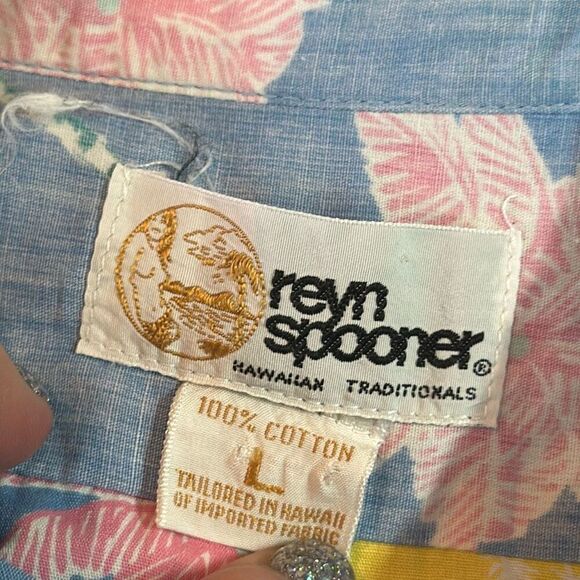 reyn
spooner®
HAWAIIAN TRADITIONALS
100% COTTON
L
TAILORED IN HAWAII
OF IMPORTED FABRIC